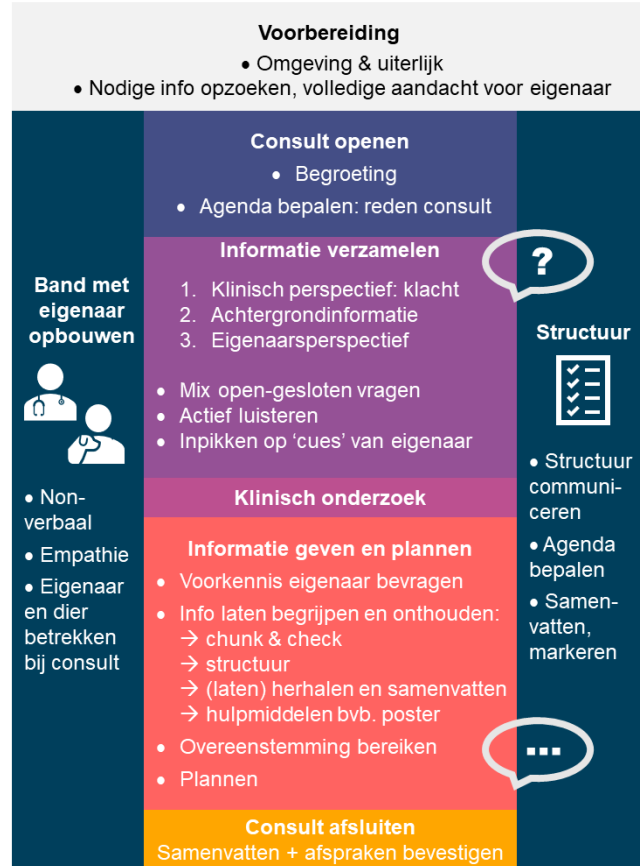 Voorbereiding
● Omgeving & uiterlijk
● Nodige info opzoeken, volledige aandacht voor eigenaar
Consult openen
● Begroeting
● Agenda bepalen: reden consult
Informatie verzamelen
1. Klinisch perspectief: klacht
2. Achtergrondinformatie
3. Eigenaarsperspectief
● Mix open-gesloten vragen
● Actief luisteren
● Inpikken op ‘cues’ van eigenaar
?
Band met
eigenaar
opbouwen
● Non-
verbaal
● Empathie
● Eigenaar
en dier
betrekken
bij consult
Structuur
● Structuur
communi-
ceren
● Agenda
bepalen
● Samen-
vatten,
markeren
Klinisch onderzoek
Informatie geven en plannen
● Voorkennis eigenaar bevragen
● Info laten begrijpen en onthouden:
→ chunk & check
→ structuur
→ (laten) herhalen en samenvatten
→ hulpmiddelen bvb. poster
● Overeenstemming bereiken
● Plannen
...
Consult afsluiten
Samenvatten + afspraken bevestigen